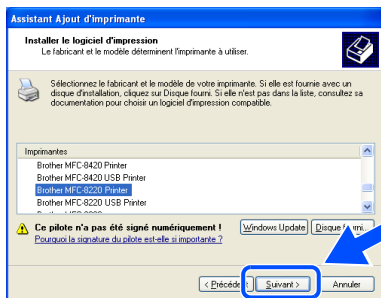 Assistant Ajout d'imprimante
Installer le logiciel d'impression
Le fabricant et le modèle déterminent l'imprimante à utiliser.
Sélectionnez le fabricant et le modèle de votre imprimante. Si elle est fournie avec un
disque d'installation, cliquez sur Disque fourni. Si elle n'est pas dans la liste, consultez sa
documentation pour choisir un logiciel d'impression compatible.
Imprimantes
Brother MFC-8420 Printer
Brother MFC-8420 USB Printer
Brother MFC-8220 Printer
Brother MFC-8220 USB Printer
Ce pilote n'a pas été signé numériquement !
Windows Update
Disque
Pourquoi la signature du pilote est-elle si importante ?
< Précéde
Suivant >
Annuler